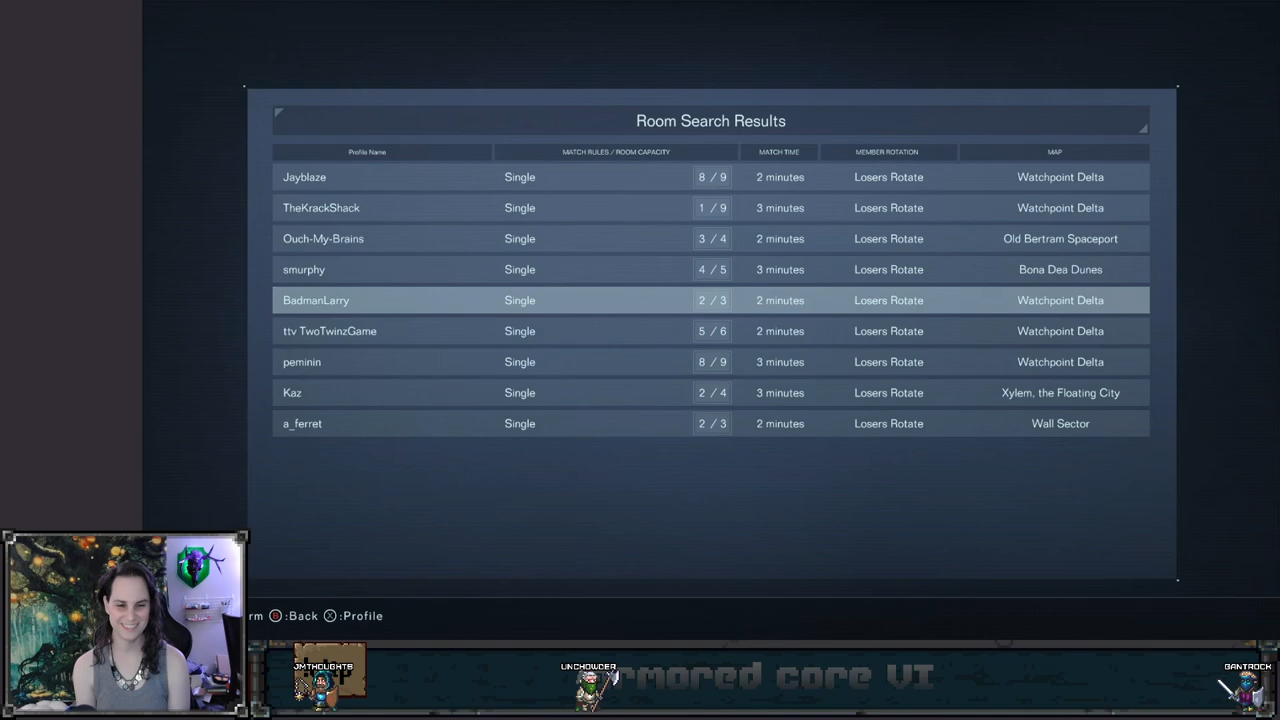 Room Search Results
Profile Name MATCH RULES / ROOM CAPACITY MATCH TIME MEMBER ROTATION MAP
Jayblaze Single 8 / 9 2 minutes Losers Rotate Watchpoint Delta
TheKrackShack Single 1 / 9 3 minutes Losers Rotate Watchpoint Delta
Ouch-My-Brains Single 3 / 4 2 minutes Losers Rotate Old Bertram Spaceport
smurphy Single 4 / 5 3 minutes Losers Rotate Bona Dea Dunes
BadmanLarry Single 2 / 3 2 minutes Losers Rotate Watchpoint Delta
ttv TwoTwinzGame Single 5 / 6 2 minutes Losers Rotate Watchpoint Delta
peminin Single 8 / 9 3 minutes Losers Rotate Watchpoint Delta
Kaz Single 2 / 4 3 minutes Losers Rotate Xylem, the Floating City
a_ferret Single 2 / 3 2 minutes Losers Rotate Wall Sector
rm B :Back X :Profile
JMTHOUGHTS UNCHOWDER GANTROCK
rmored core VI